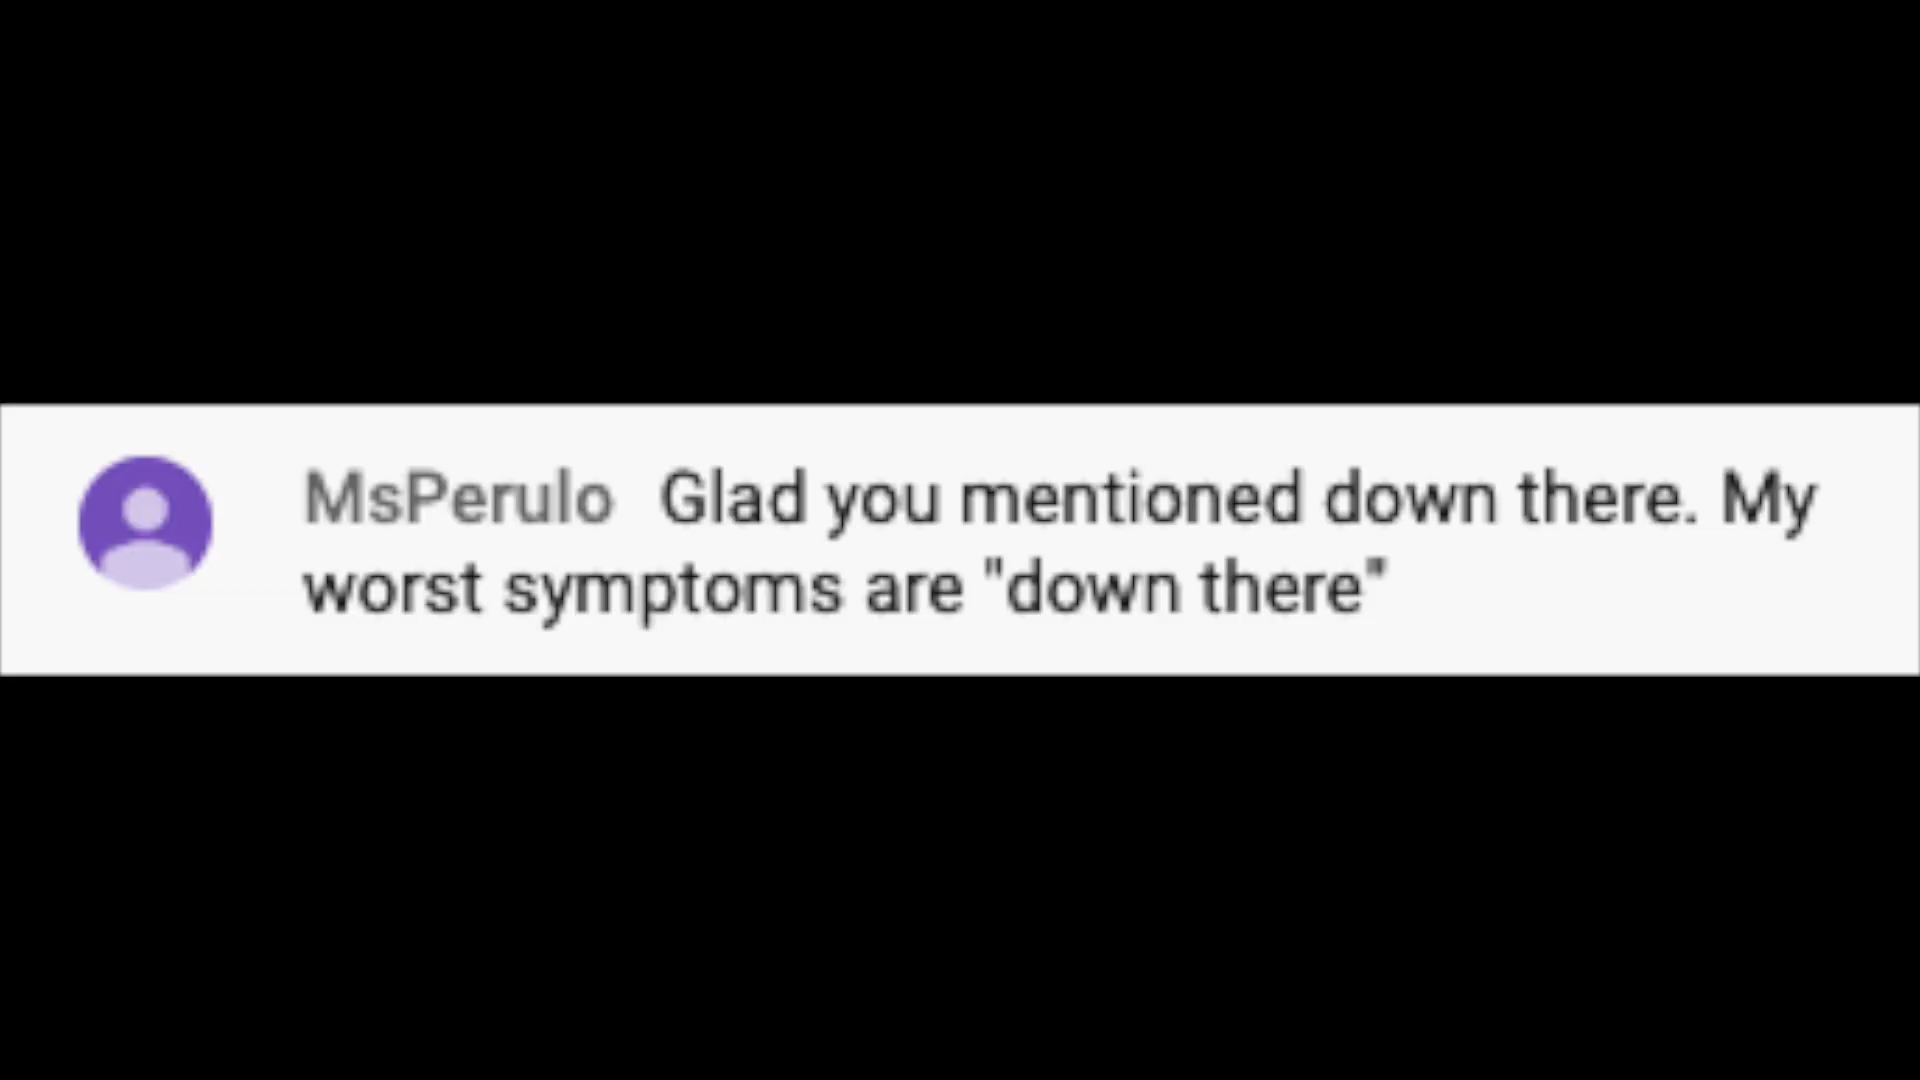 MsPerulo Glad you mentioned down there. My
worst symptoms are "down there"